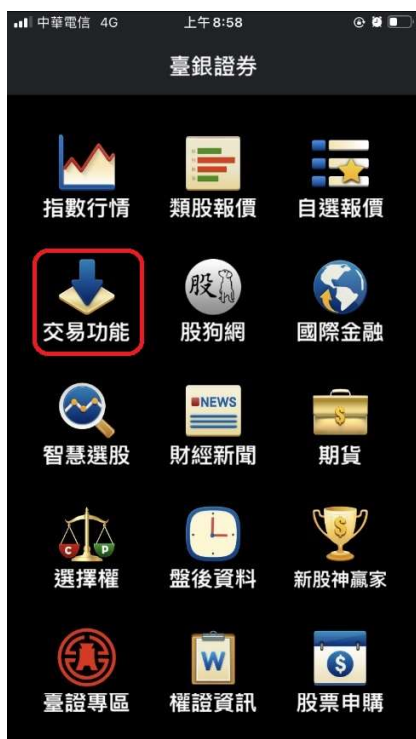 中華電信 4G 上午8:58
臺銀證券
指數行情 類股報價 自選報價
股
交易功能 股狗網 國際金融
NEWS $
智慧選股 財經新聞 期貨
C P $
選擇權 盤後資料 新股神贏家
W $
臺證專區 權證資訊 股票申購